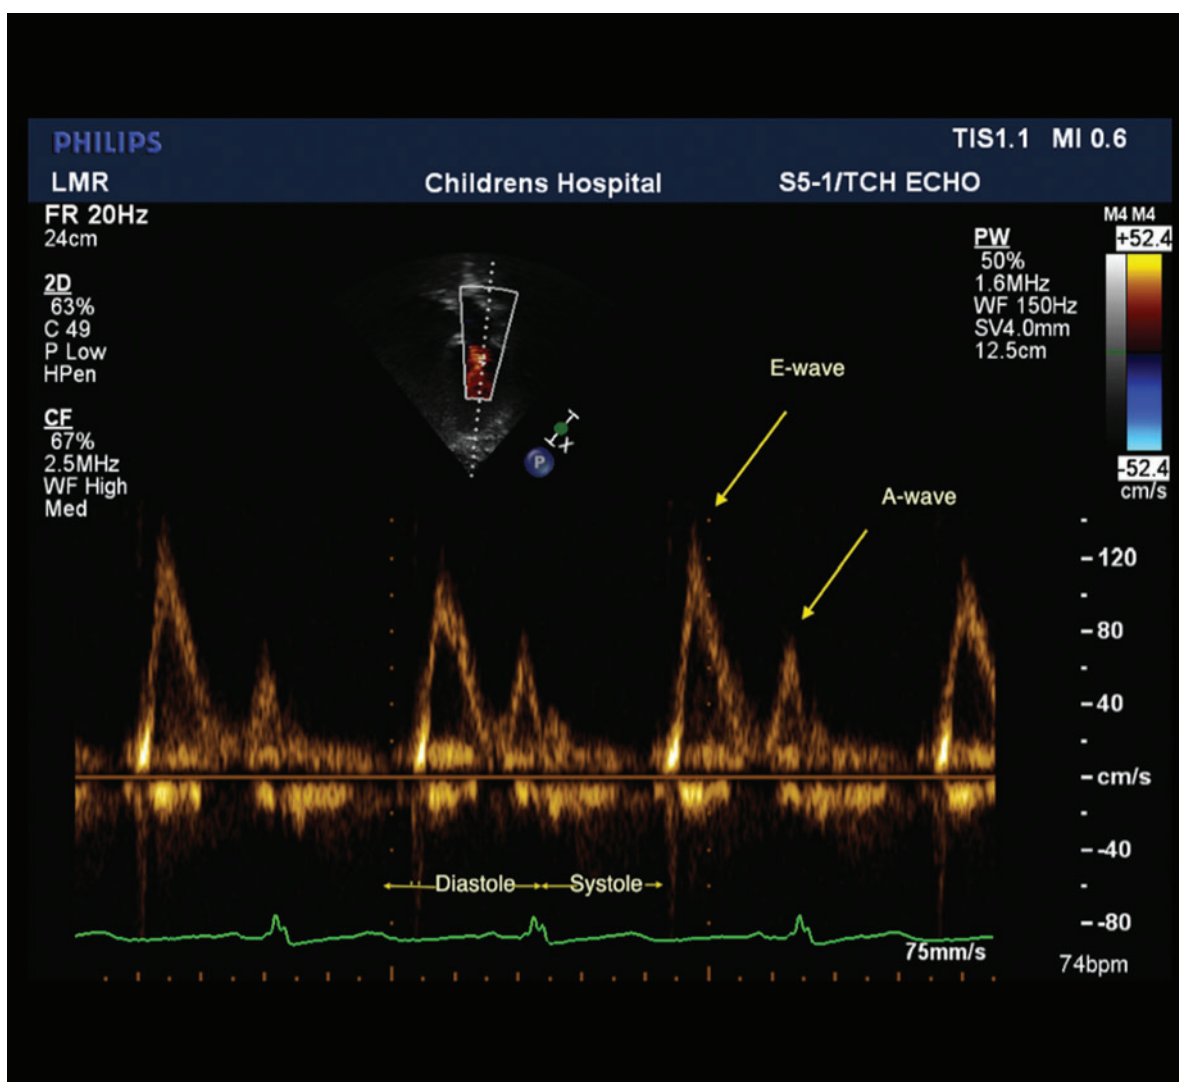 PHILIPS
TIS1.1 MI 0.6
LMR
Childrens Hospital
S5-1/TCH ECHO
FR 20Hz
24cm
2D
63%
C 49
P Low
HPen
CF
67%
2.5MHz
WF High
Med
P
X
PW
50%
1.6MHz
WF 150Hz
SV4.0mm
12.5cm
M4 M4
+52.4
-52.4
cm/s
E-wave
A-wave
120
80
40
cm/s
-40
-80
Diastole
Systole
75mm/s
74bpm